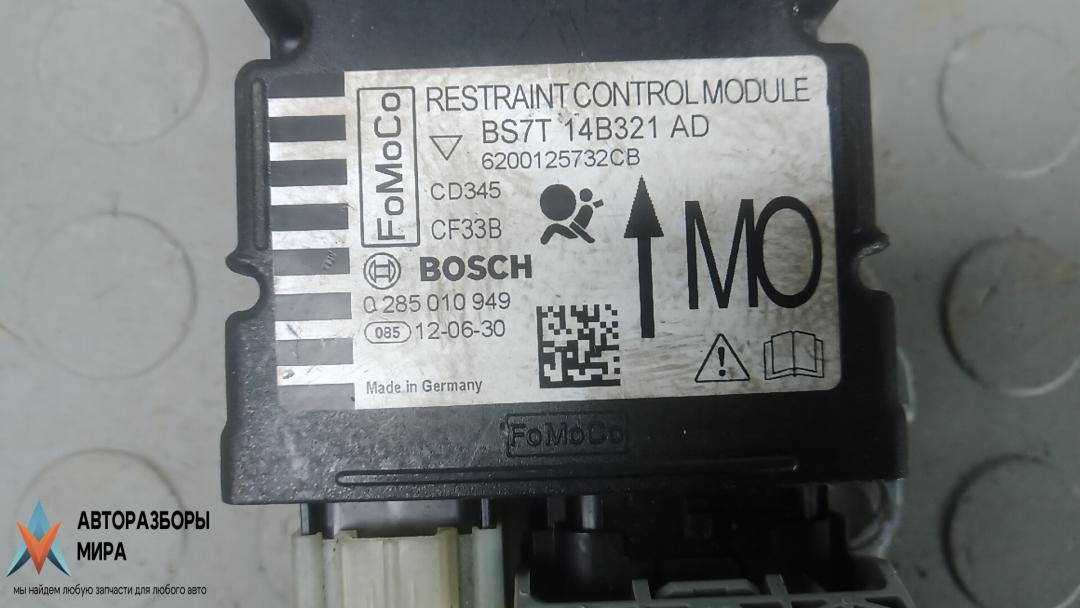 RESTRAINT CONTROL MODULE
FoMoCo
BS7T 14B321 AD
6200125732CB
CD345
CF33B
MO
BOSCH
0 285 010 949
085 12-06-30
Made in Germany
FoMoCo
АВТОРАЗБОРЫ
МИРА
мы найдем любую запчасти для любого авто